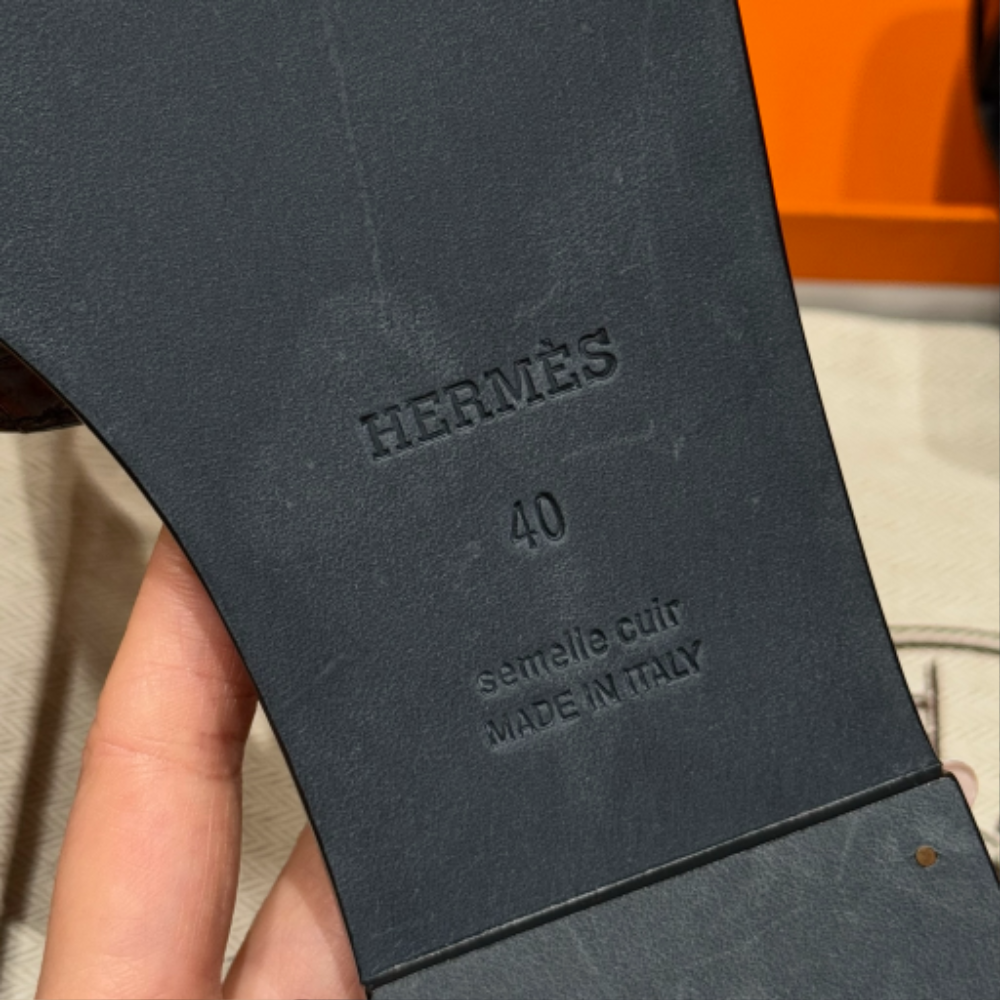 HERMÈS
40
semelle cuir
MADE IN ITALY